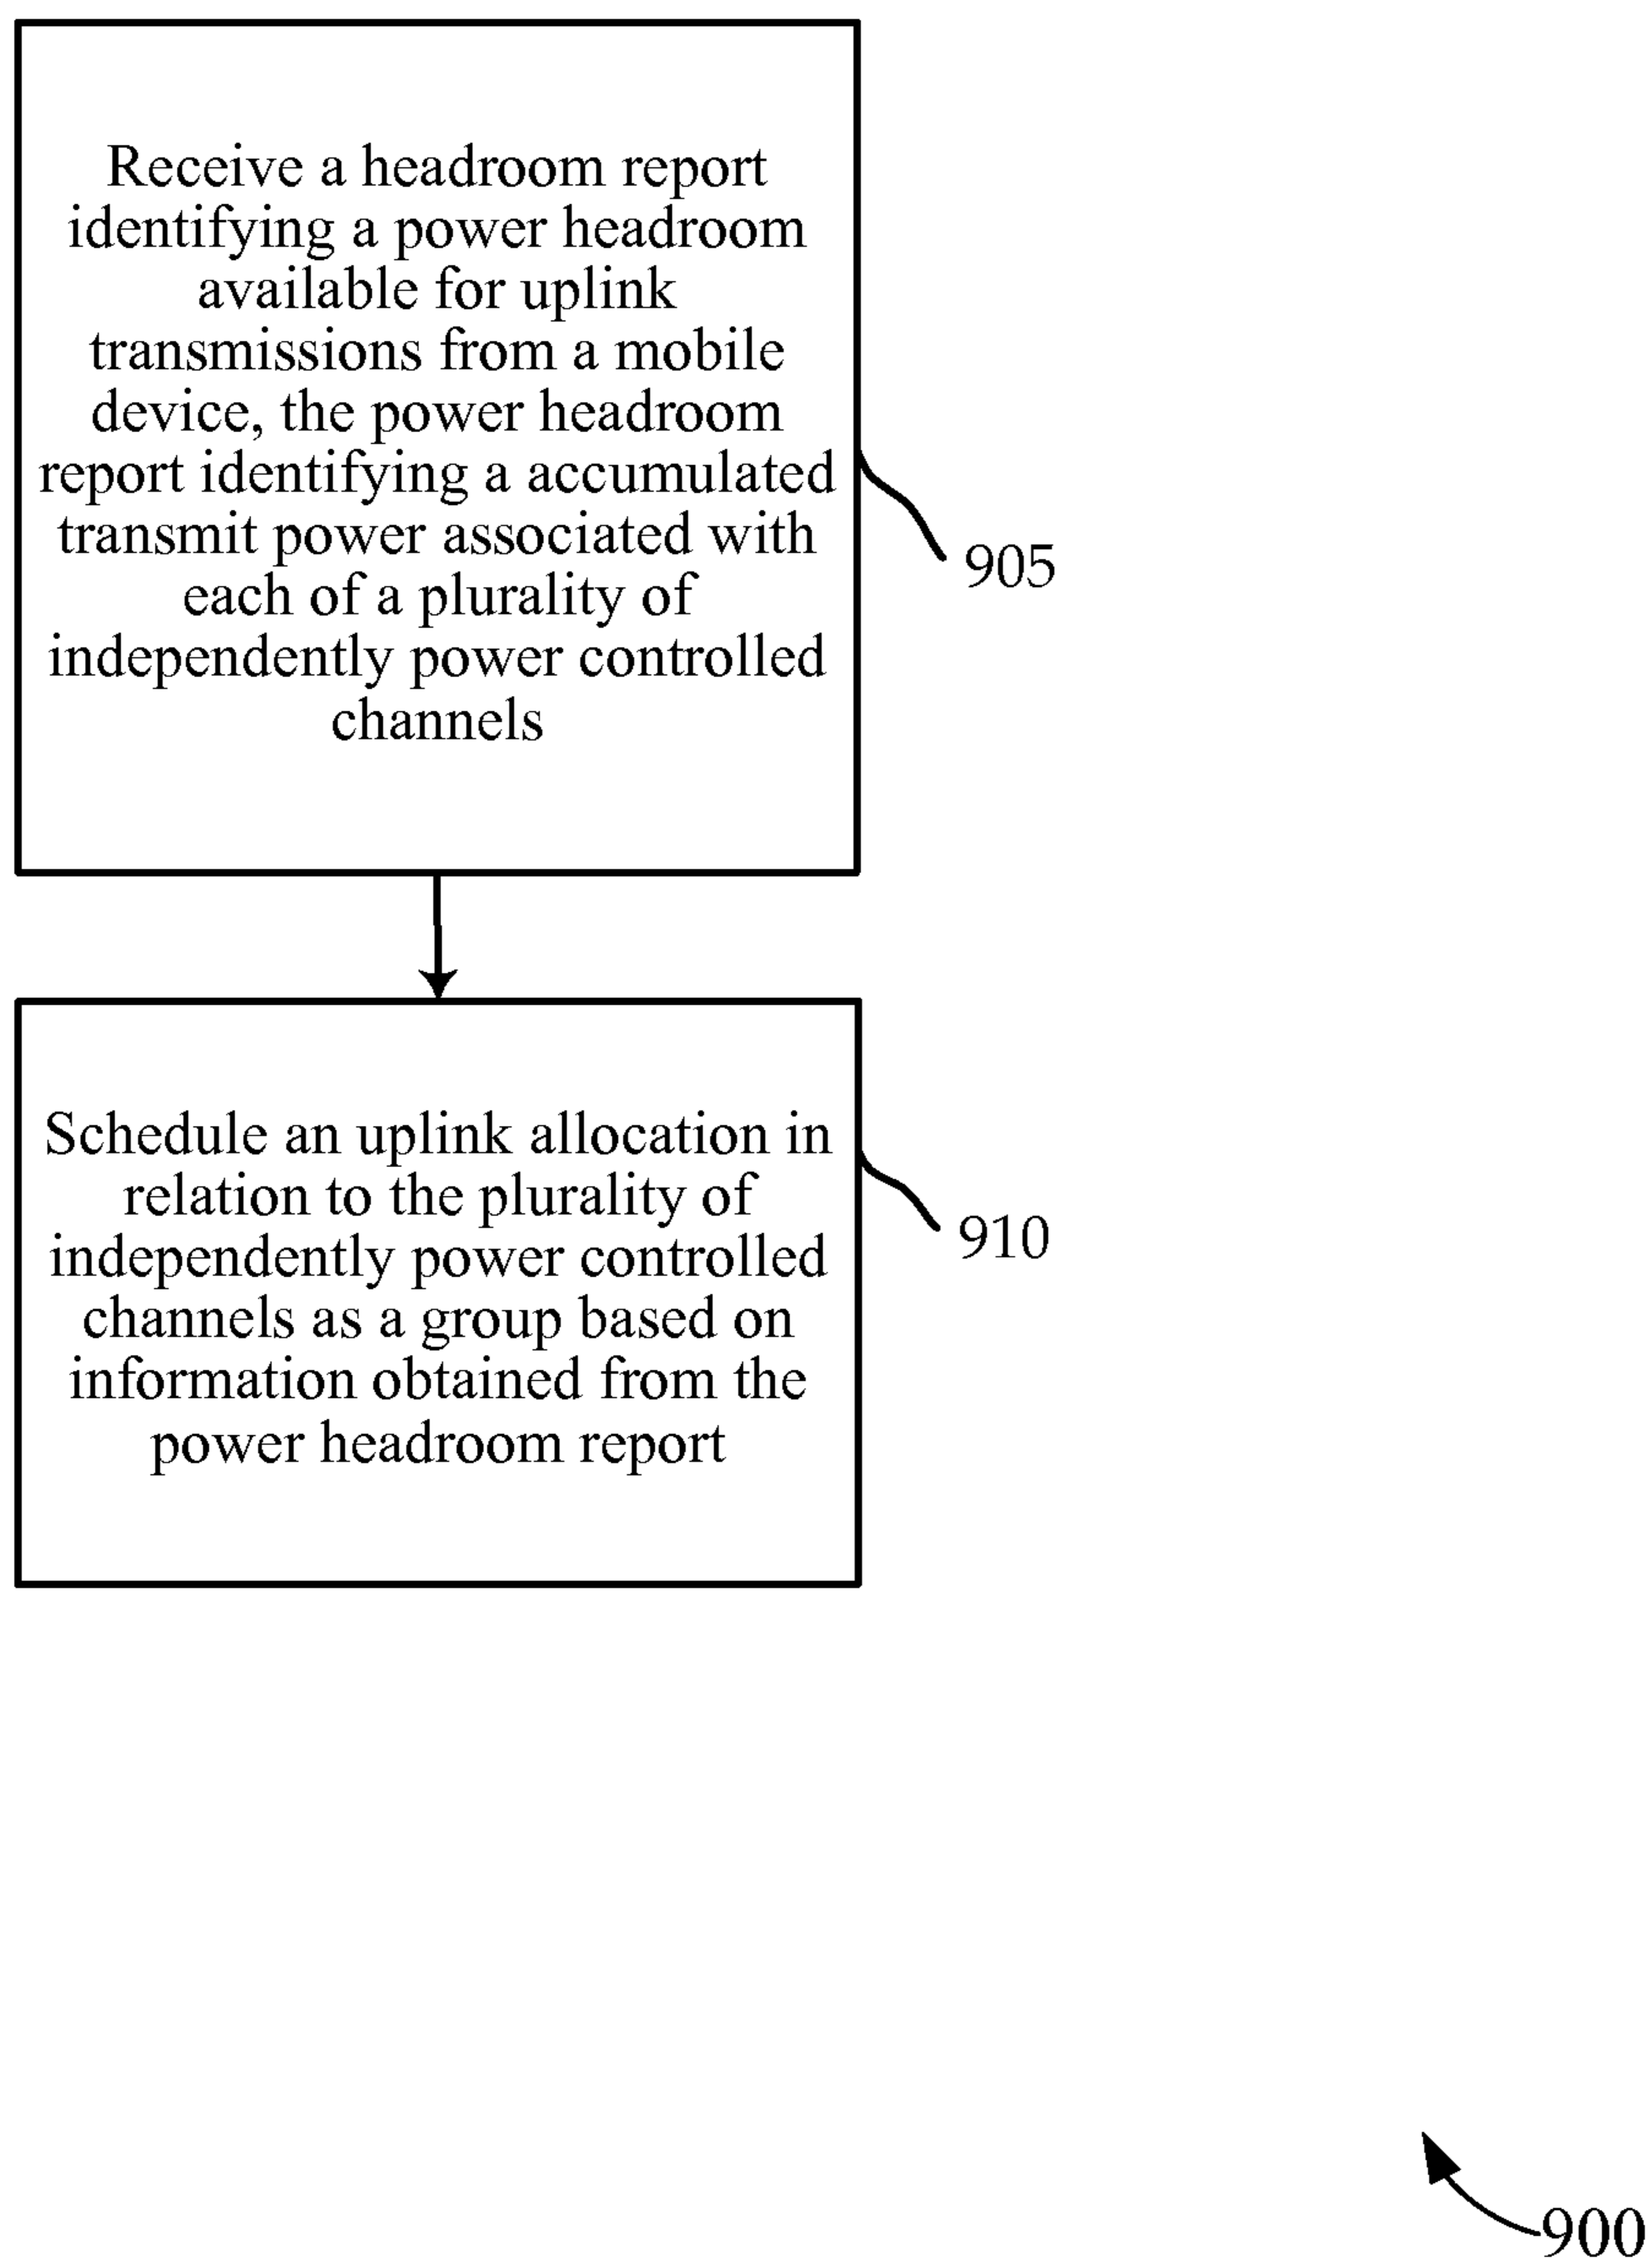 Receive a headroom report
identifying a power headroom
available for uplink
transmissions from a mobile
device, the power headroom
report identifying a accumulated
transmit power associated with
each of a plurality of
independently power controlled
channels
905
Schedule an uplink allocation in
relation to the plurality of
independently power controlled
channels as a group based on
information obtained from the
power headroom report
910
900